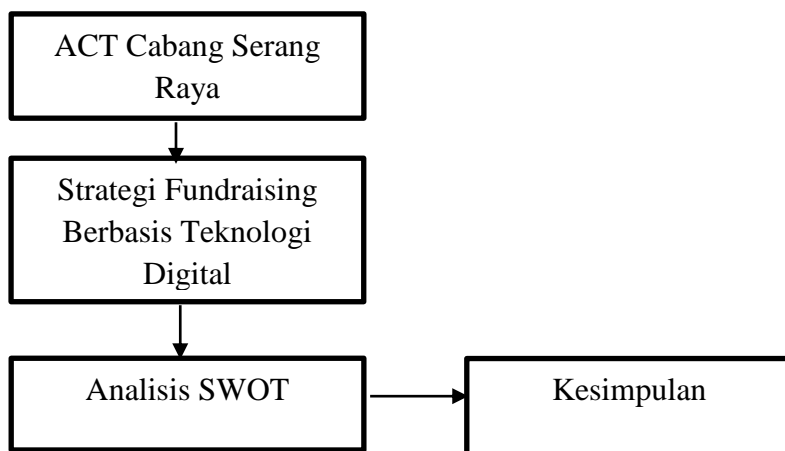 ACT Cabang Serang
Raya
Strategi Fundraising
Berbasis Teknologi
Digital
Analisis SWOT
Kesimpulan